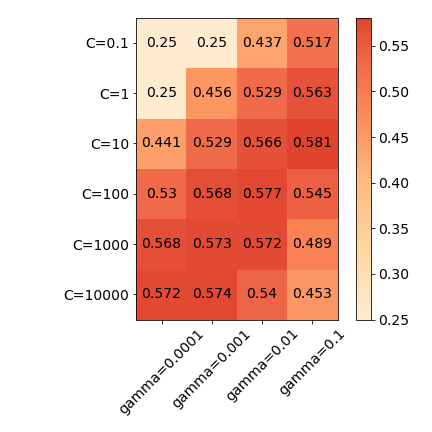 C=0.1 0.25 0.25 0.437 0.517
C=1 0.25 0.456 0.529 0.563
C=10 0.441 0.529 0.566 0.581
C=100 0.53 0.568 0.577 0.545
C=1000 0.568 0.573 0.572 0.489
C=10000 0.572 0.574 0.54 0.453
gamma=0.0001 gamma=0.001 gamma=0.01 gamma=0.1
0.55
0.50
0.45
0.40
0.35
0.30
0.25